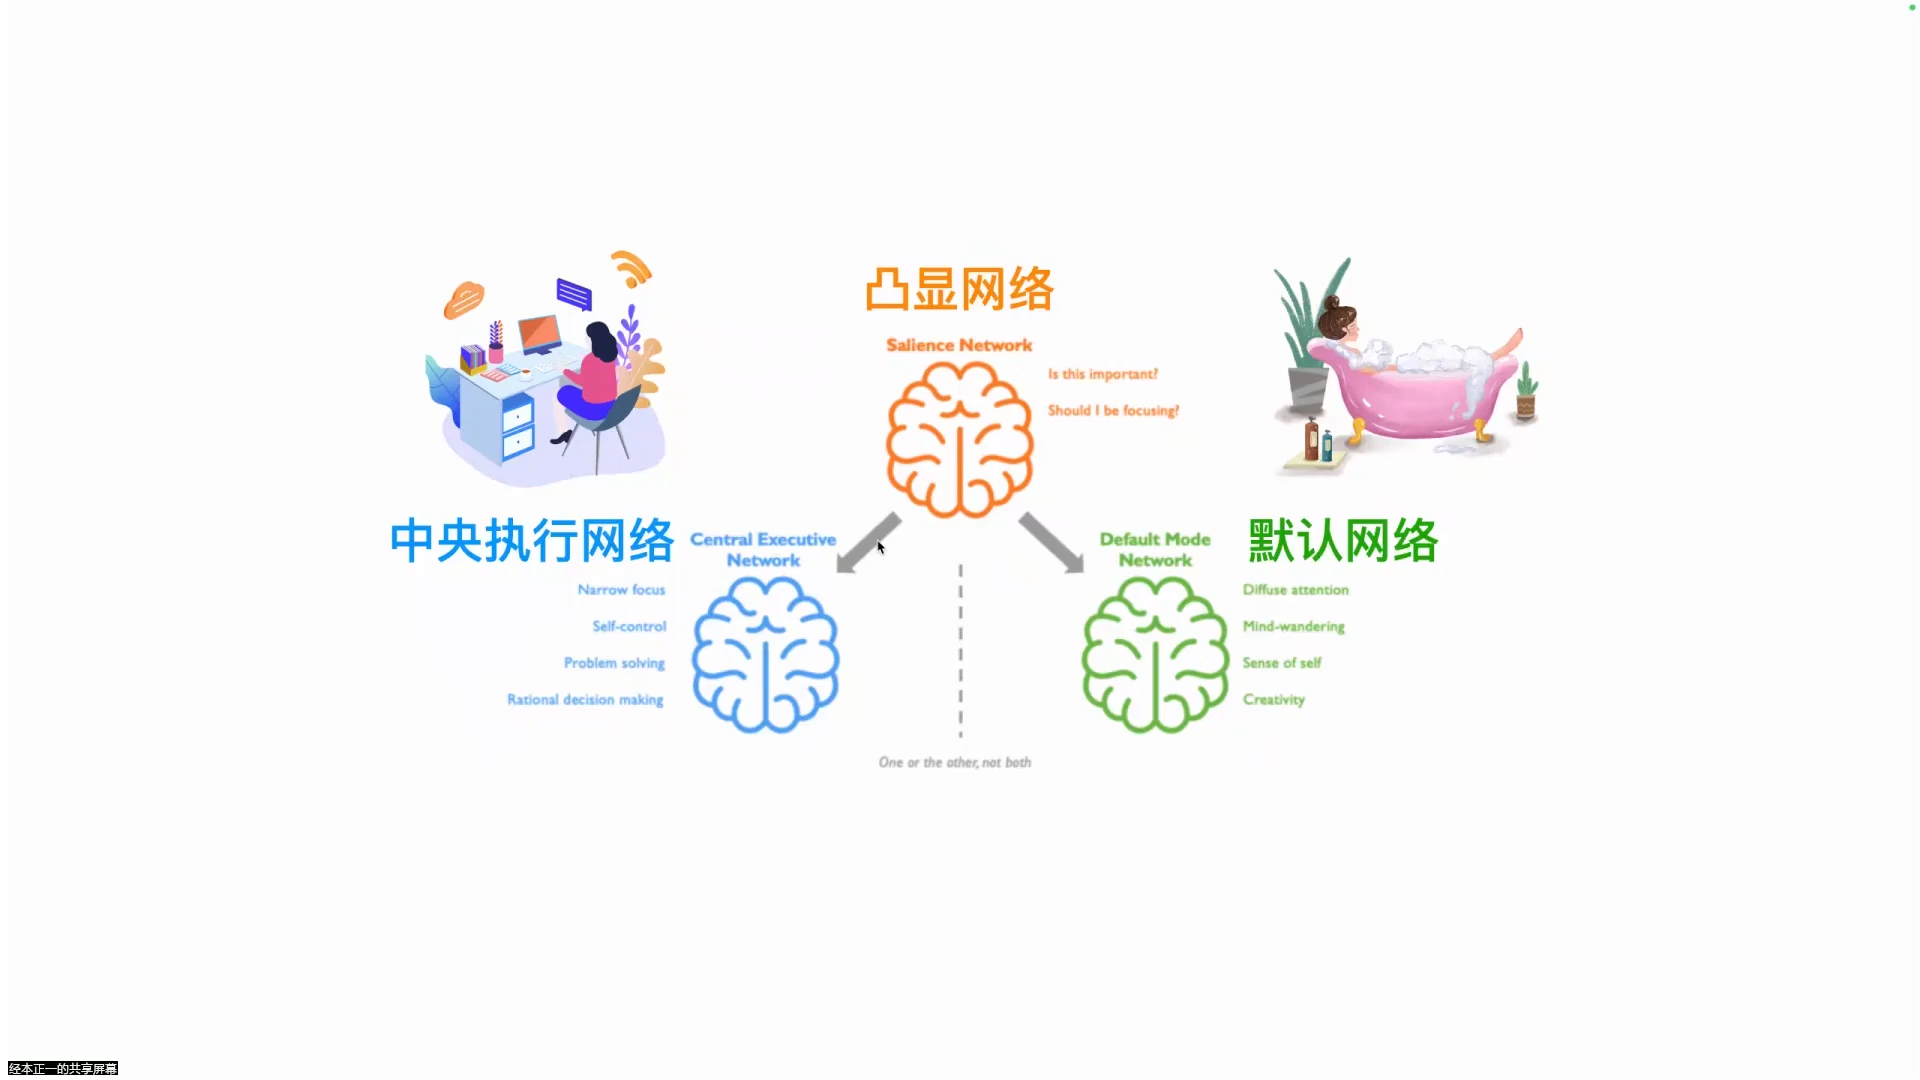 凸显网络
Salience Network
Is this important?
Should I be focusing?
中央执行网络
Central Executive
Network
Narrow focus
Self-control
Problem solving
Rational decision making
Default Mode
Network
默认网络
Diffuse attention
Mind-wandering
Sense of self
Creativity
One or the other, not both
经本正一的共享屏幕